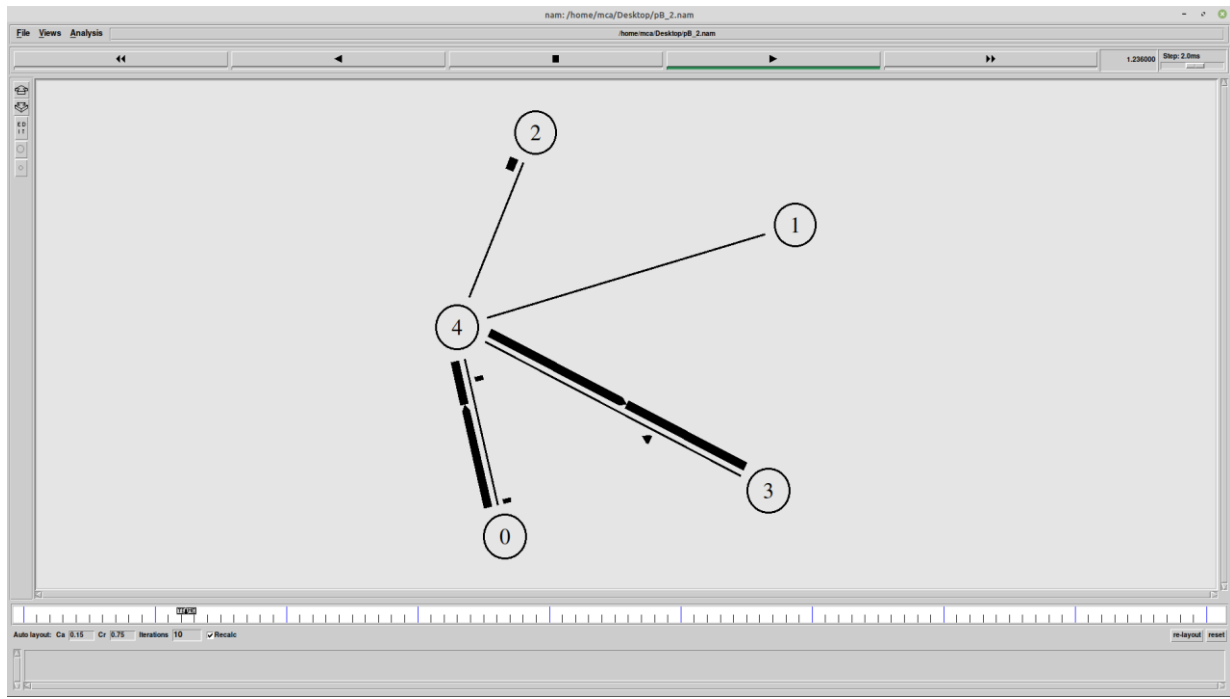 nam: /home/mca/Desktop/pB_2.nam
File Views Analysis /home/mca/Desktop/pB_2.nam
1.236000 Step: 2.0ms
E D
I T
2
1
4
3
0
Auto layout: Ca 0.15 Cr 0.75 Iterations 10 Recalc re-layout reset